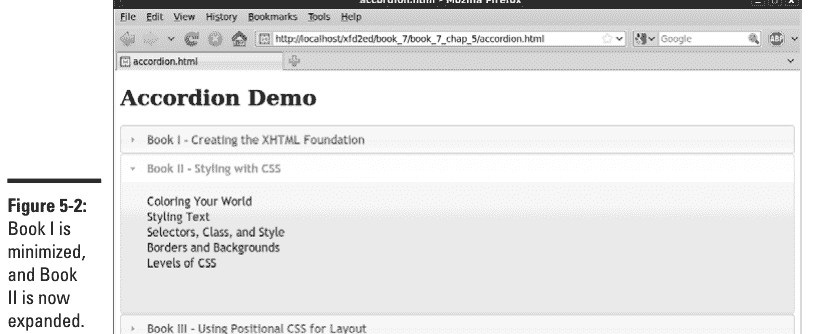 accordion.html - Mozilla Firefox
File Edit View History Bookmarks Tools Help
http://localhost/xfd2ed/book_7/book_7_chap_5/accordion.html
Google
ABP
accordion.html
Accordion Demo
Book I - Creating the XHTML Foundation
Book II - Styling with CSS
Coloring Your World
Styling Text
Selectors, Class, and Style
Borders and Backgrounds
Levels of CSS
Book III - Using Positional CSS for Layout
Figure 5-2:
Book I is
minimized,
and Book
II is now
expanded.